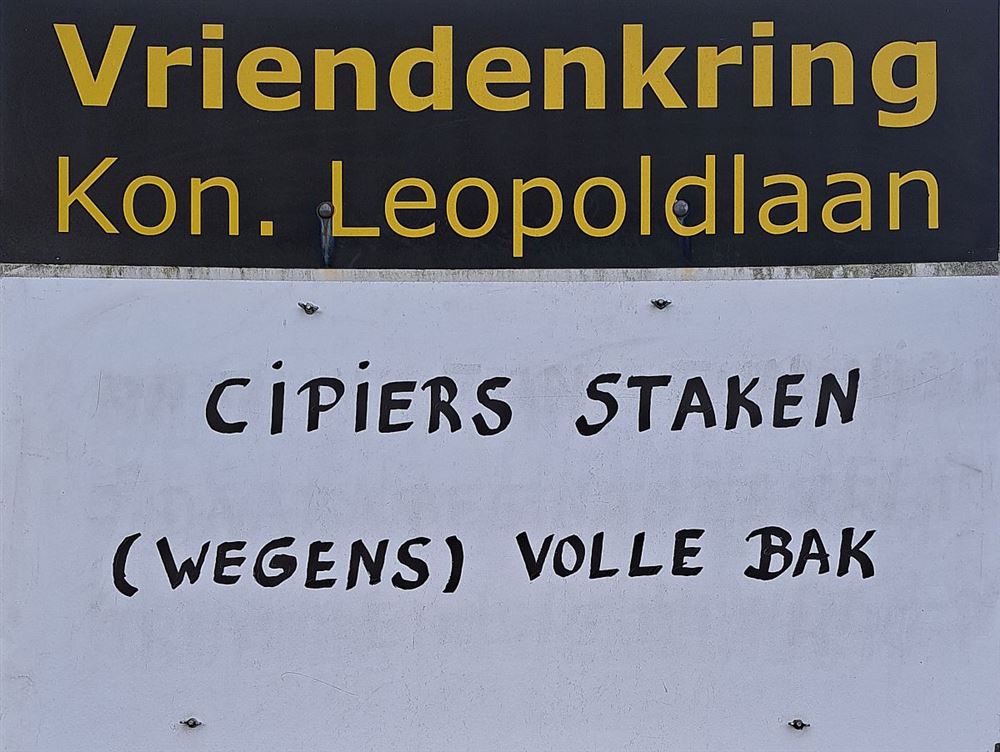 Vriendenkring
Kon. Leopoldlaan
CIPIERS STAKEN
(WEGENS) VOLLE BAK